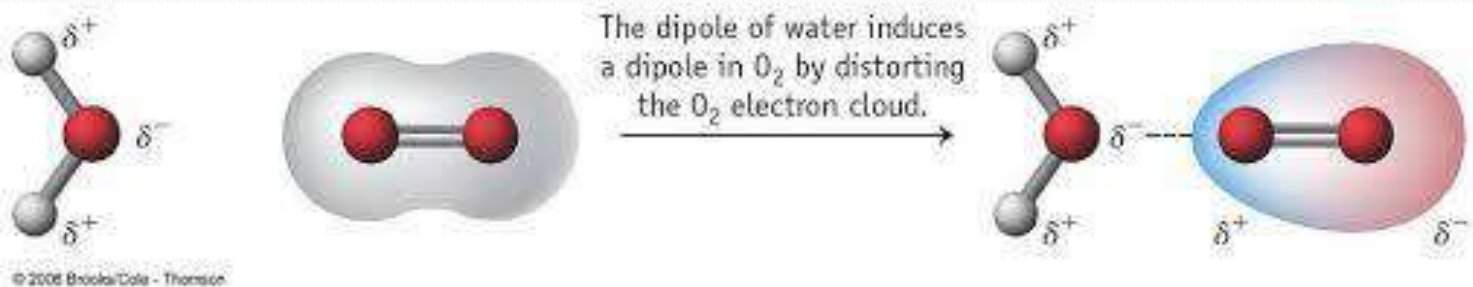 δ+
δ−
δ+
The dipole of water induces
a dipole in O2 by distorting
the O2 electron cloud.
δ+
δ−
δ+
δ+
δ−
© 2006 Brooks/Cole - Thomson